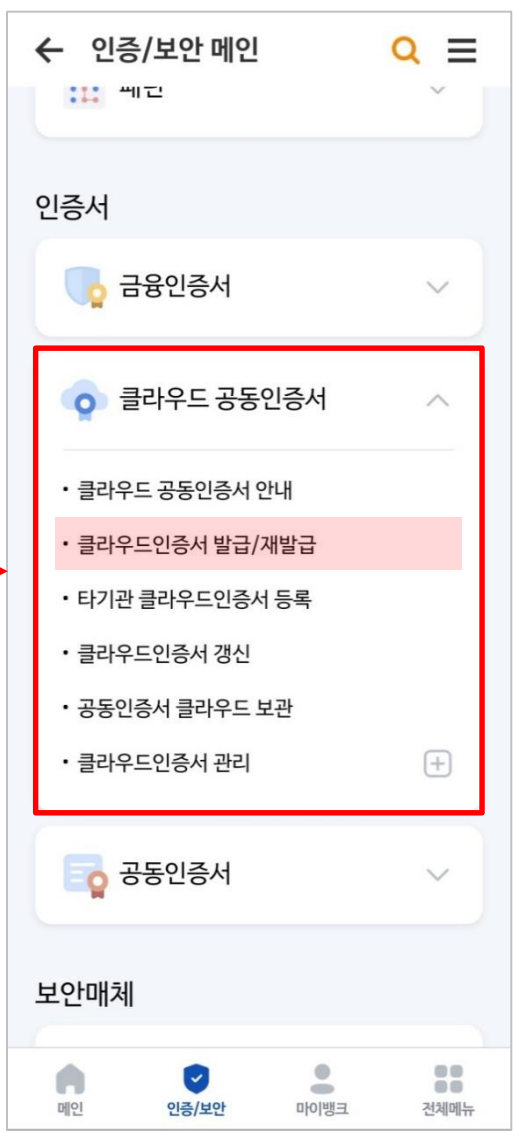 인증/보안 메인
패턴
인증서
금융인증서
클라우드 공동인증서
• 클라우드 공동인증서 안내
• 클라우드인증서 발급/재발급
• 타기관 클라우드인증서 등록
• 클라우드인증서 갱신
• 공동인증서 클라우드 보관
• 클라우드인증서 관리
공동인증서
보안매체
메인 인증/보안 마이뱅크 전체메뉴